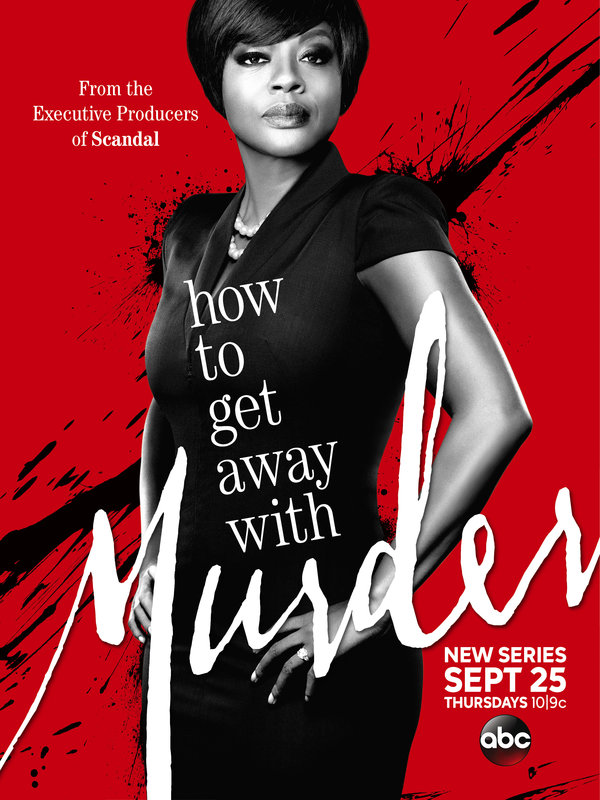 From the
Executive Producers
of Scandal
how
to
get
away
with
Murder
NEW SERIES
SEPT 25
THURSDAYS 10|9c
abc